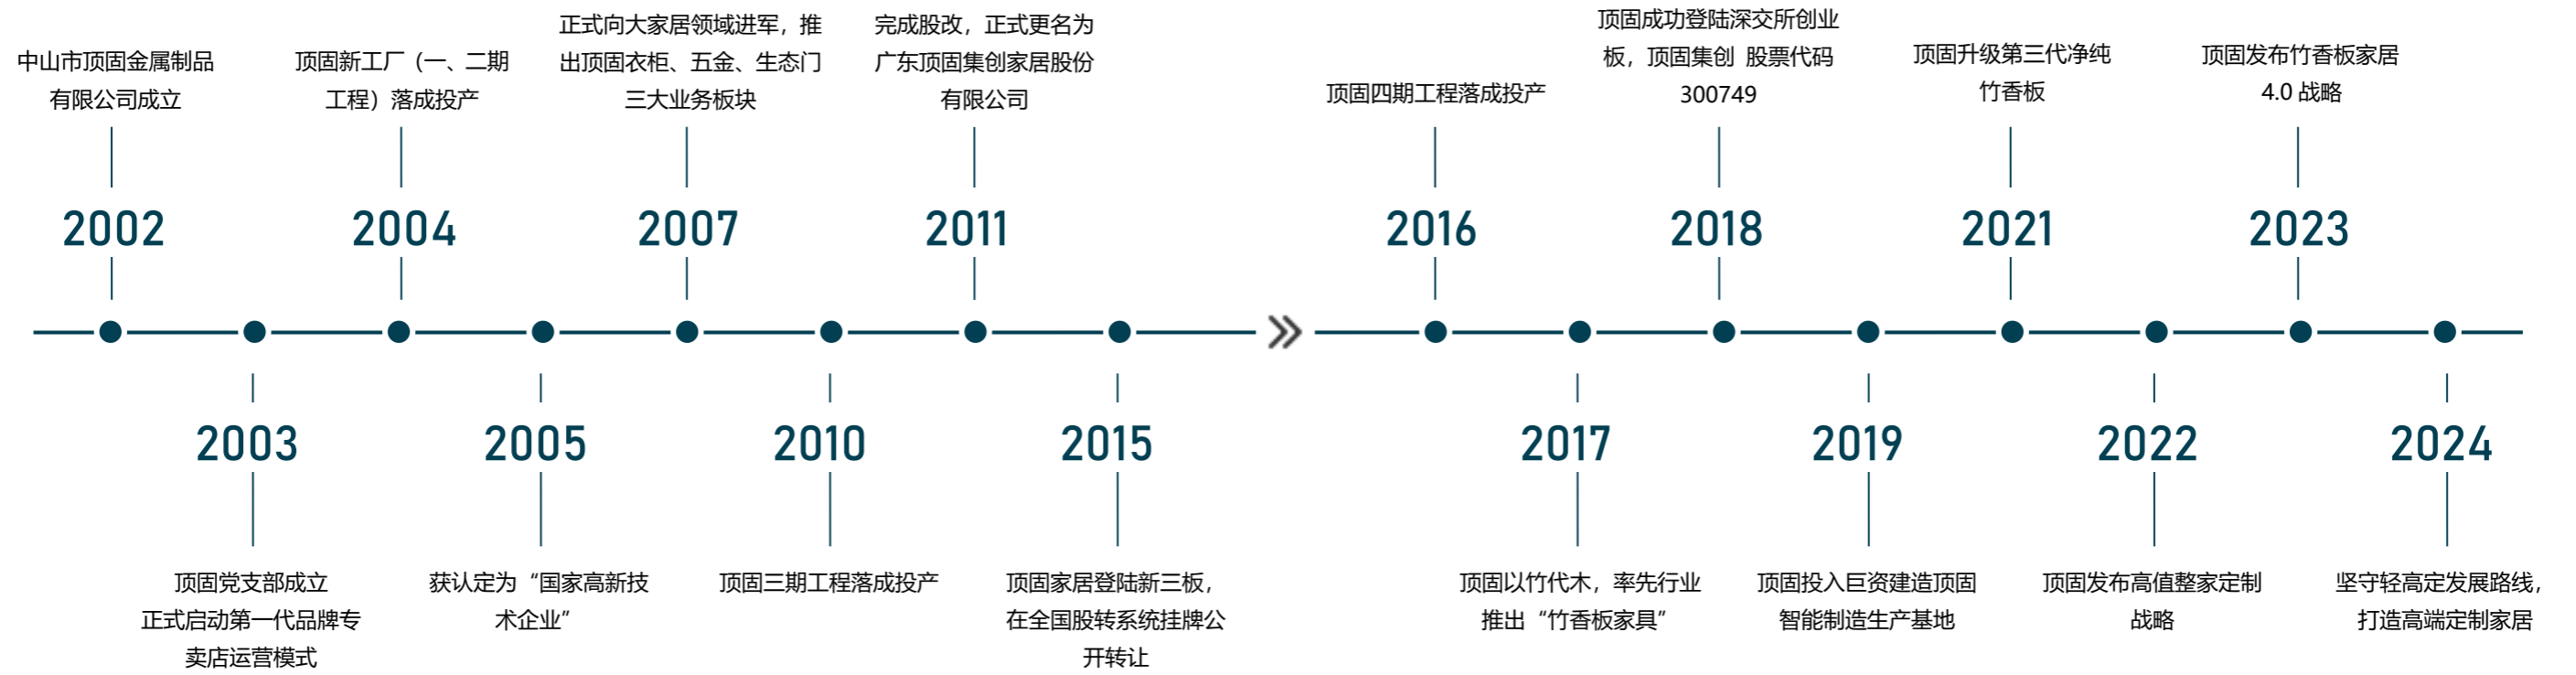 中山市顶固金属制品
有限公司成立
2002
顶固党支部成立
正式启动第一代品牌专
卖店运营模式
2003
顶固新工厂（一、二期
工程）落成投产
2004
获认定为“国家高新技
术企业”
2005
正式向大家居领域进军，推
出顶固衣柜、五金、生态门
三大业务板块
2007
顶固三期工程落成投产
2010
完成股改，正式更名为
广东顶固集创家居股份
有限公司
2011
顶固家居登陆新三板，
在全国股转系统挂牌公
开转让
2015
顶固四期工程落成投产
2016
顶固以竹代木，率先行业
推出“竹香板家具”
2017
顶固成功登陆深交所创业
板，顶固集创 股票代码
300749
2018
顶固投入巨资建造顶固
智能制造生产基地
2019
顶固升级第三代净纯
竹香板
2021
顶固发布高值整家定制
战略
2022
顶固发布竹香板家居
4.0 战略
2023
坚守轻高定发展路线，
打造高端定制家居
2024